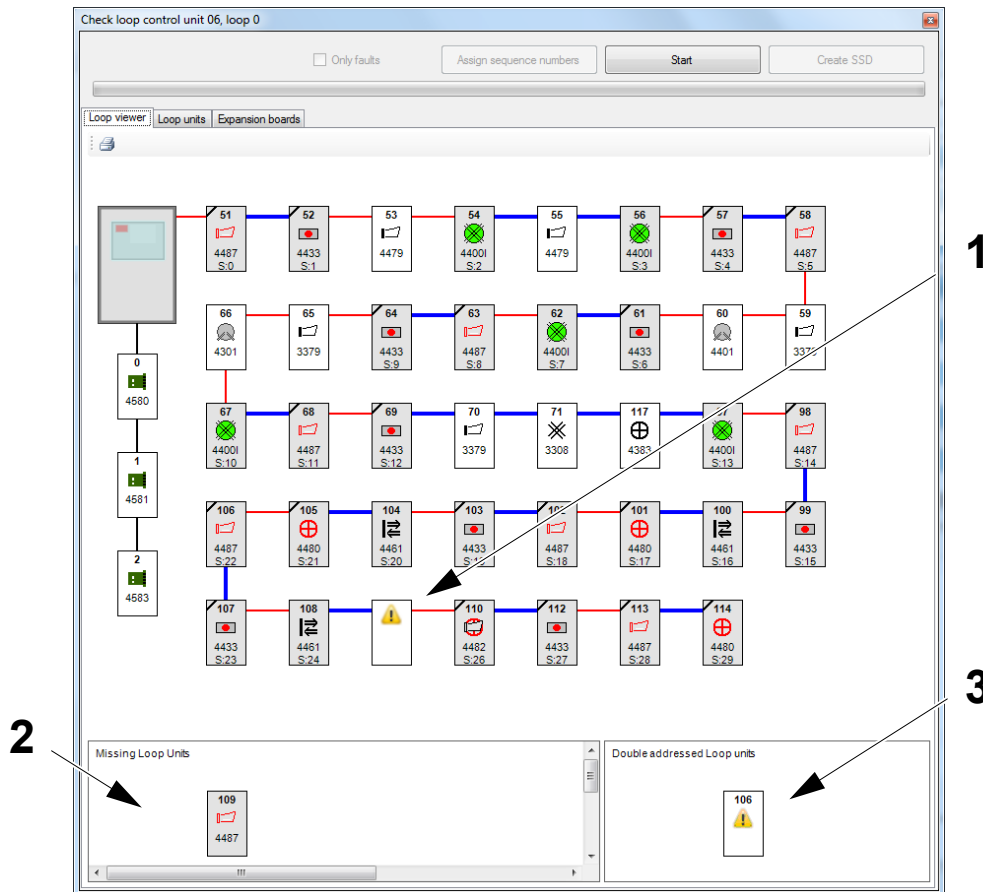 Check loop control unit 06, loop 0
Only faults
Assign sequence numbers
Start
Create SSD
Loop viewer
Loop units
Expansion boards
1
51 52 53 54 55 56 57 58
4487 4433 4479 4400I 4479 4400I 4433 4487
S:0 S:1 S:2 S:3 S:4 S:5
66 65 64 63 62 61 60 59
4301 3379 4433 4487 4400I 4433 4401
S:9 S:8 S:7 S:6
0
4580
67 68 69 70 71 117 98
4400I 4487 4433 3379 3308 4383 4400I 4487
S:10 S:11 S:12 S:13 S:14
1
4581
106 105 104 103 102 101 100 99
4487 4480 4461 4433 4487 4480 4461 4433
S:22 S:21 S:20 S:18 S:17 S:16 S:15
2
4583
107 108 110 112 113 114
4433 4461 4482 4433 4487 4480
S:23 S:24 S:26 S:27 S:28 S:29
3
2
Missing Loop Units
109
4487
Double addressed Loop units
106